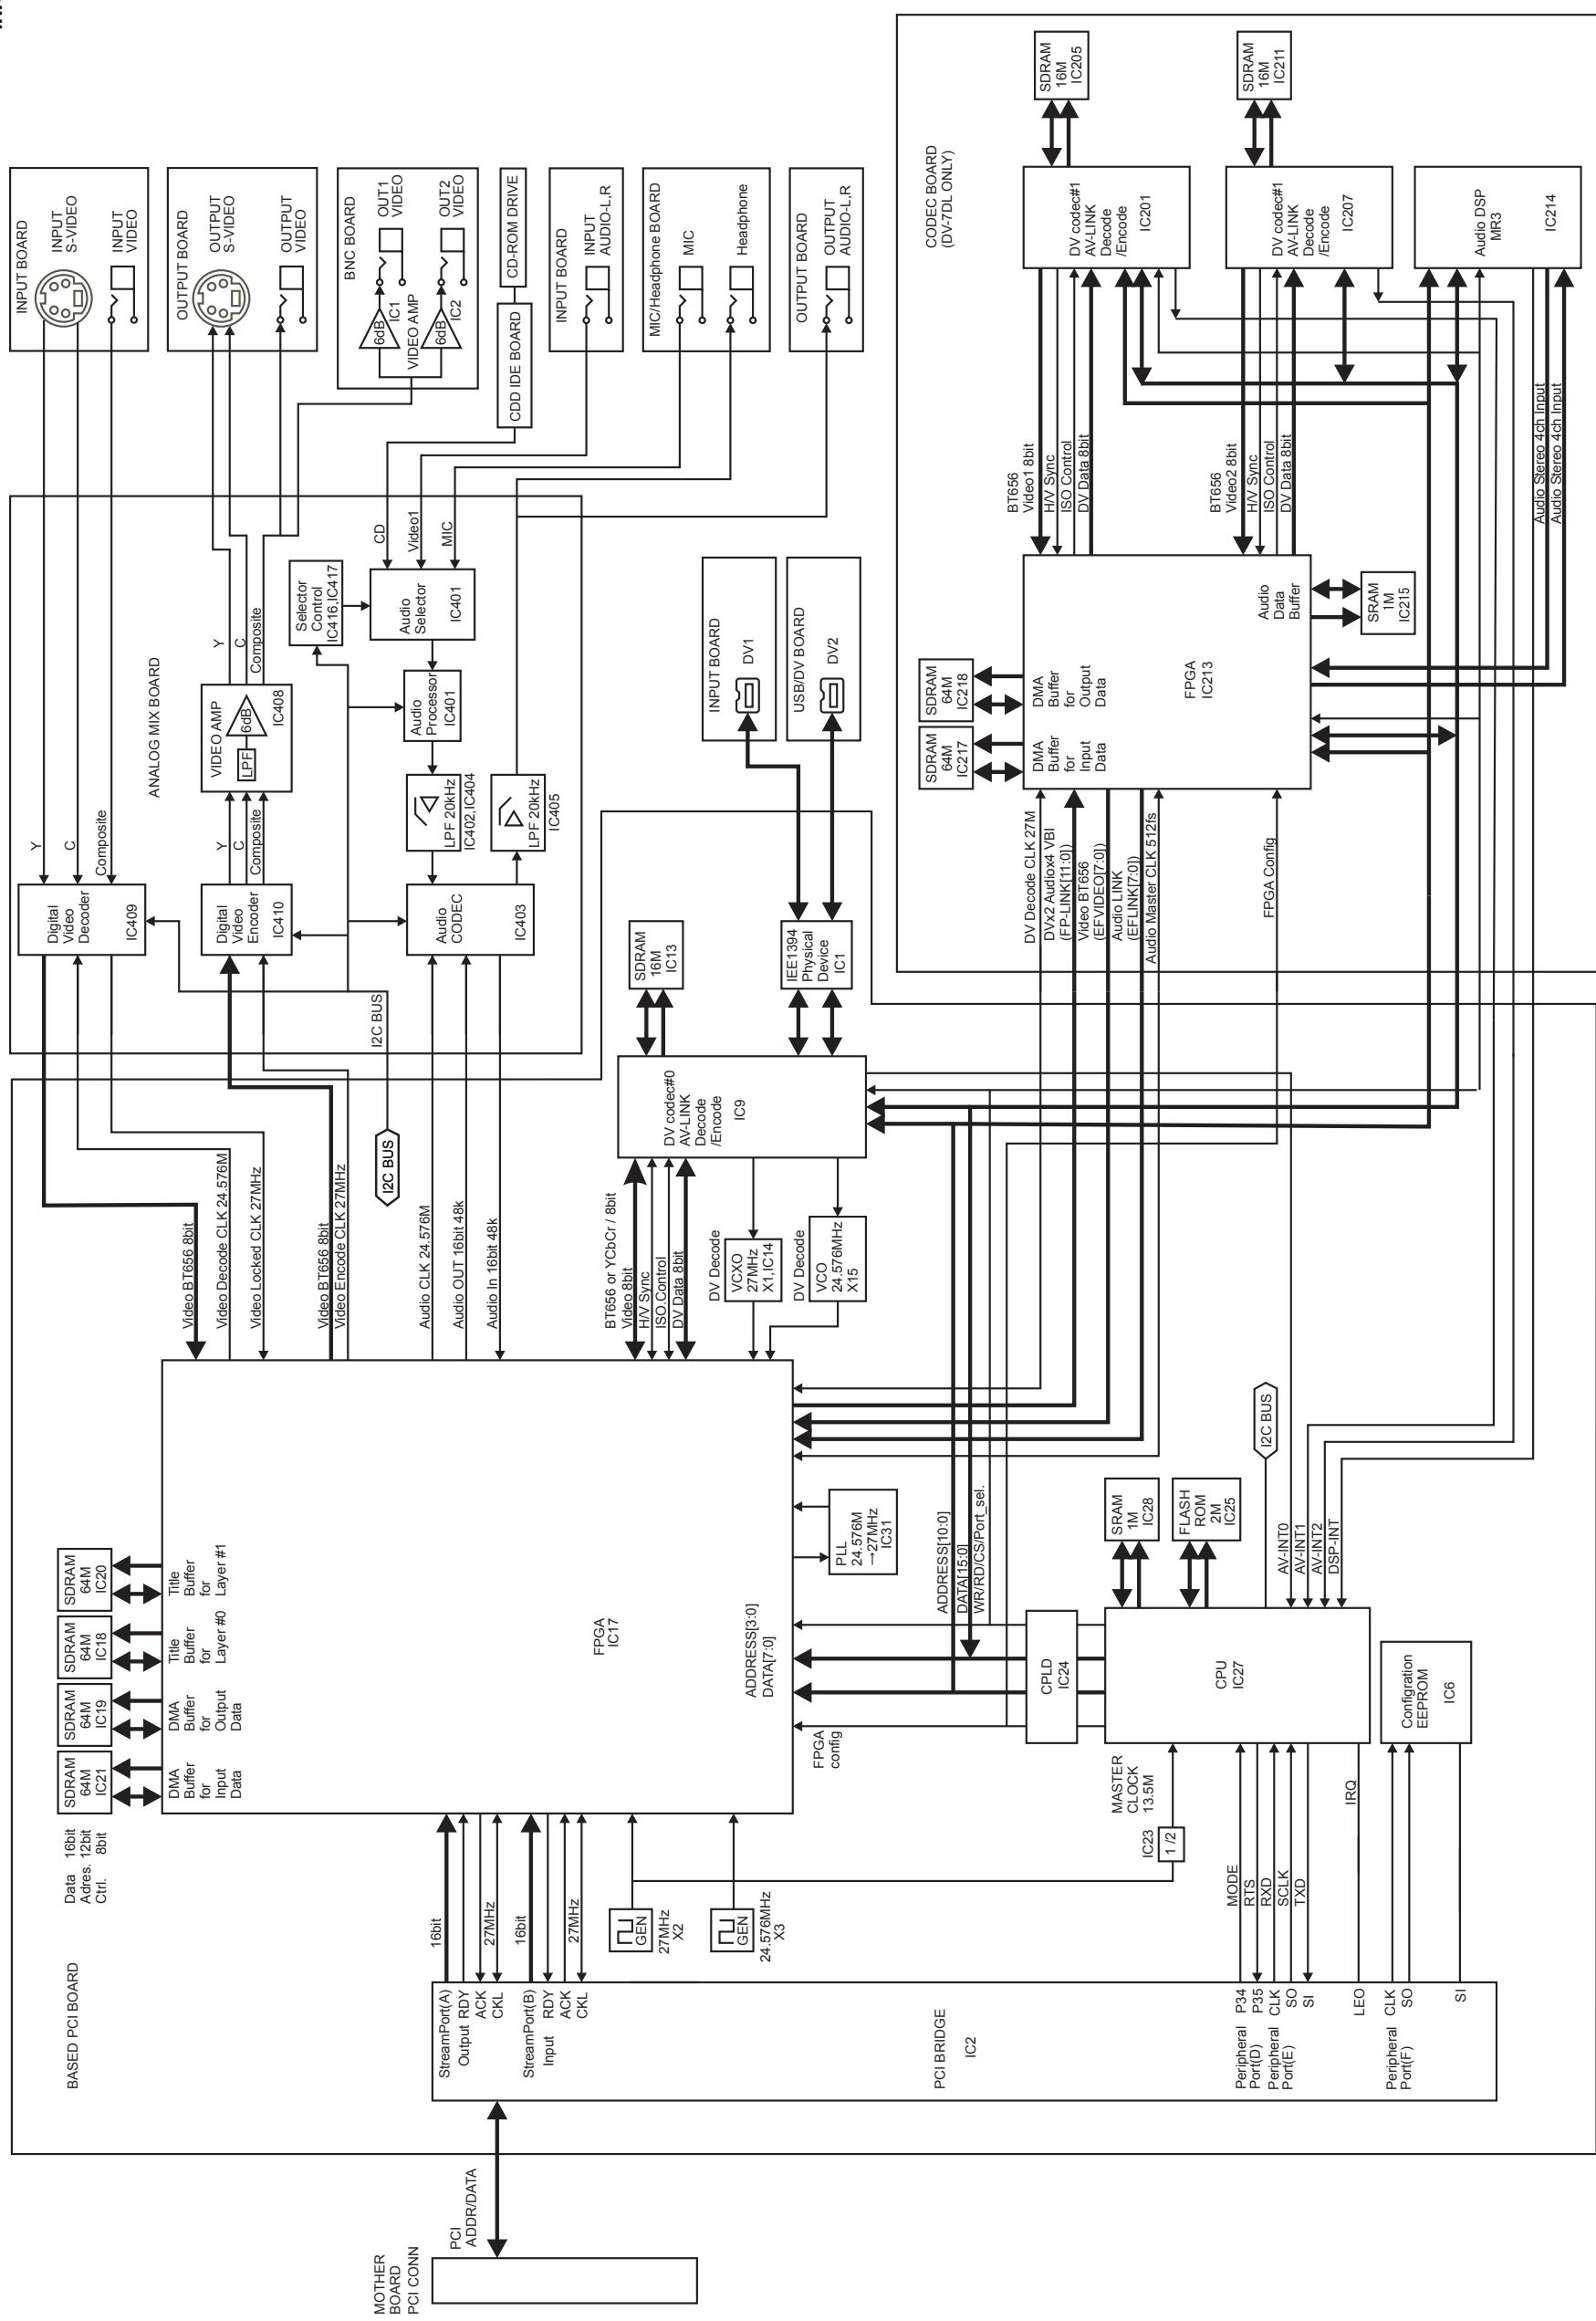 MOTHER
BOARD
PCI CONN
PCI
ADDR/DATA
BASED PCI BOARD
Data 16bit
Adres. 12bit
Ctrl. 8bit
SDRAM
64M
IC21
SDRAM
64M
IC19
SDRAM
64M
IC18
SDRAM
64M
IC20
DMA
Buffer
for
Input
Data
DMA
Buffer
for
Output
Data
Title
Buffer
for
Layer #0
Title
Buffer
for
Layer #1
FPGA
IC17
ADDRESS[3:0]
DATA[7:0]
FPGA
config
StreamPort(A)
Output RDY
ACK
CKL
StreamPort(B)
Input RDY
ACK
CKL
16bit
27MHz
16bit
27MHz
GEN
27MHz
X2
GEN
24.576MHz
X3
PCI BRIDGE
IC2
Peripheral P34
Port(D) P35
Peripheral CLK
Port(E) SO
SI
LEO
Peripheral CLK
Port(F) SO
SI
MODE
RTS
RXD
SCLK
TXD
IRQ
IC23
1 /2
MASTER
CLOCK
13.5M
CPLD
IC24
CPU
IC27
Configration
EEPROM
IC6
SRAM
1M
IC28
FLASH
ROM
2M
IC25
I2C BUS
AV-INT0
AV-INT1
AV-INT2
DSP-INT
PLL
24.576M
→27MHz
IC31
ADDRESS[10:0]
DATA[15:0]
WR/RD/CS/Port_sel.
Video BT656 8bit
Video Decode CLK 24.576M
Video Locked CLK 27MHz
Video BT656 8bit
Video Encode CLK 27MHz
Audio CLK 24.576M
Audio OUT 16bit 48k
Audio In 16bit 48k
I2C BUS
I2C BUS
BT656 or YCbCr / 8bit
Video 8bit
H/V Sync
ISO.Control
DV Data 8bit
DV Decode
VCXO
27MHz
X1,IC14
DV Decode
VCO
24.576MHz
X15
DV codec#0
AV-LINK
Decode
/Encode
IC9
SDRAM
16M
IC13
IEE1394
Physical
Device
IC1
INPUT BOARD
DV1
USB/DV BOARD
DV2
ANALOG MIX BOARD
Digital
Video
Decoder
IC409
Y
C
Composite
Digital
Video
Encoder
IC410
Y
C
Composite
VIDEO AMP
LPF
6dB
IC408
Y
C
Composite
Audio
CODEC
IC403
LPF 20kHz
IC402,IC404
LPF 20kHz
IC405
Audio
Processor
IC401
Audio
Selector
IC401
Selector
Control
IC416,IC417
CD
Video1
MIC
INPUT BOARD
INPUT
S-VIDEO
INPUT
VIDEO
OUTPUT BOARD
OUTPUT
S-VIDEO
OUTPUT
VIDEO
BNC BOARD
6dB
IC1
VIDEO AMP
6dB
IC2
OUT1
VIDEO
OUT2
VIDEO
CDD IDE BOARD
CD-ROM DRIVE
INPUT BOARD
INPUT
AUDIO-L,R
MIC/Headphone BOARD
MIC
Headphone
OUTPUT BOARD
OUTPUT
AUDIO-L,R
CODEC BOARD
(DV-7DL ONLY)
DV Decode CLK 27M
DVx2 Audiox4 VBI
(FP-LINK[11:0])
Video BT656
(EFVIDEO[7:0])
Audio LINK
(EFLINK[7:0])
Audio Master CLK 512fs
FPGA Config
SDRAM
64M
IC217
SDRAM
64M
IC218
DMA
Buffer
for
Input
Data
DMA
Buffer
for
Output
Data
FPGA
IC213
Audio
Data
Buffer
SRAM
1M
IC215
BT656
Video1 8bit
H/V Sync
ISO Control
DV Data 8bit
BT656
Video2 8bit
H/V Sync
ISO Control
DV Data 8bit
Audio Stereo 4ch Input
Audio Stereo 4ch Input
DV codec#1
AV-LINK
Decode
/Encode
IC201
DV codec#1
AV-LINK
Decode
/Encode
IC207
Audio DSP
MR3
IC214
SDRAM
16M
IC205
SDRAM
16M
IC211